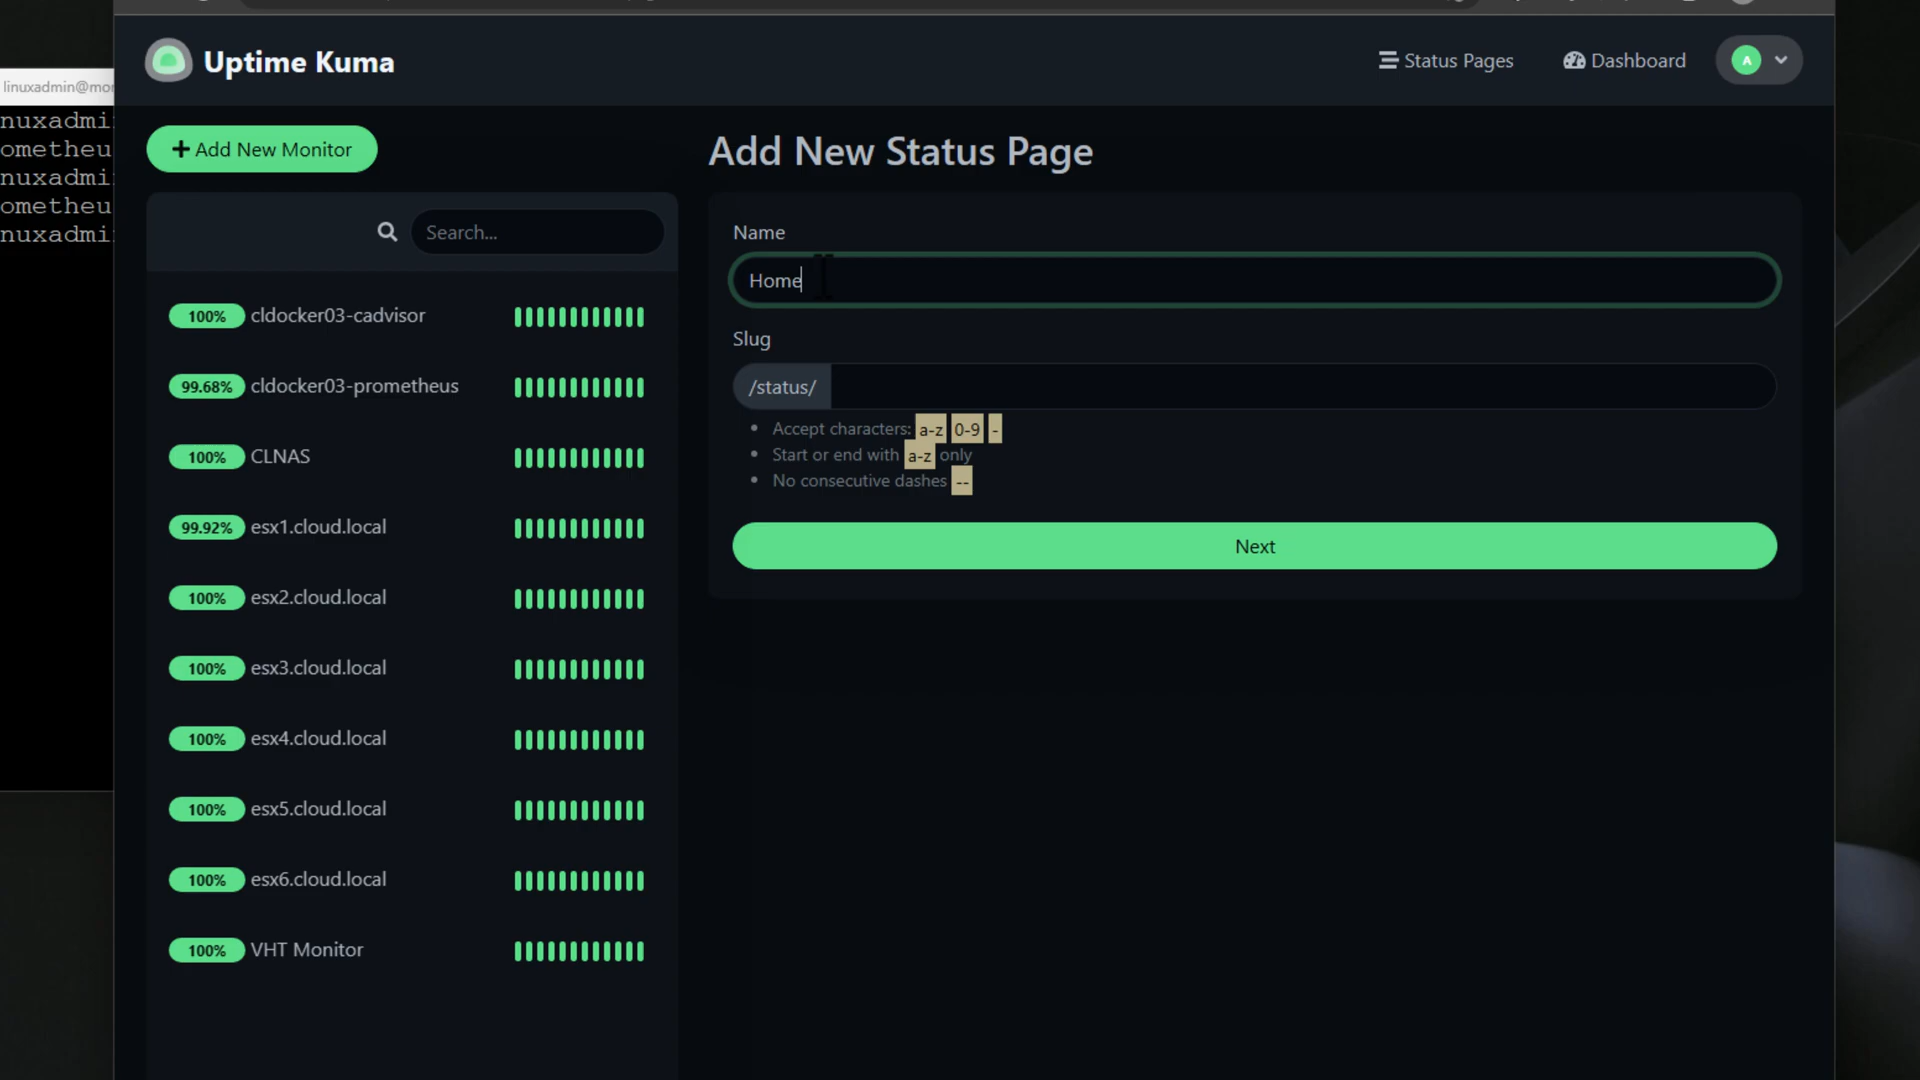 Uptime Kuma
Status Pages
Dashboard
A
linuxadmin@mo
nuxadmi
ometheu
nuxadmi
ometheu
nuxadmi
Add New Monitor
Search...
100% cldocker03-cadvisor
99.68% cldocker03-prometheus
100% CLNAS
99.92% esx1.cloud.local
100% esx2.cloud.local
100% esx3.cloud.local
100% esx4.cloud.local
100% esx5.cloud.local
100% esx6.cloud.local
100% VHT Monitor
Add New Status Page
Name
Home
Slug
/status/
Accept characters: a-z 0-9 -
Start or end with a-z only
No consecutive dashes --
Next